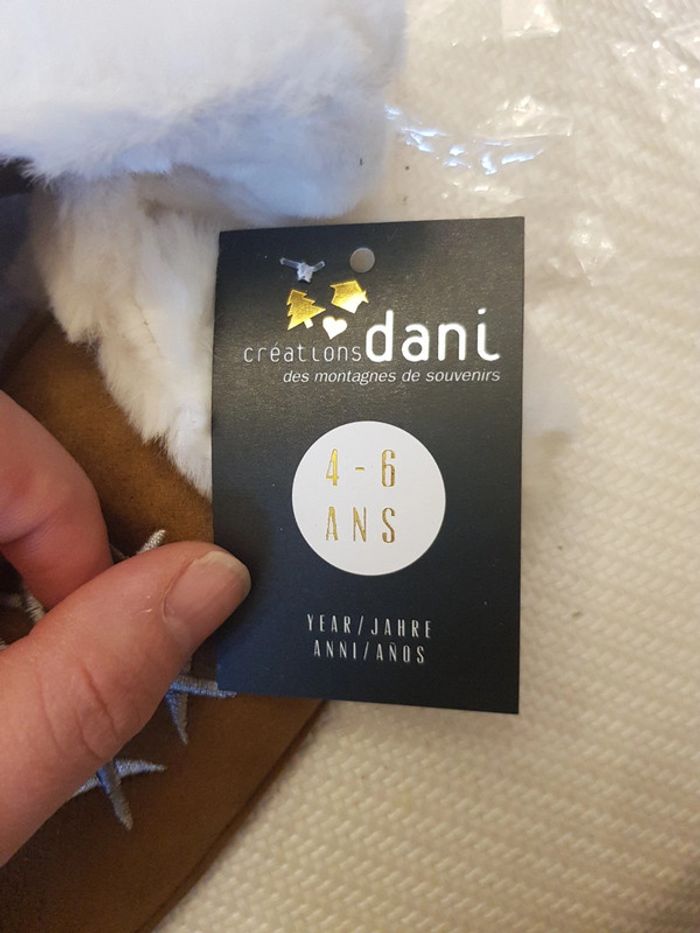 créations dani
des montagnes de souvenirs
4 - 6
ANS
YEAR/JAHRE
ANNI/AÑOS